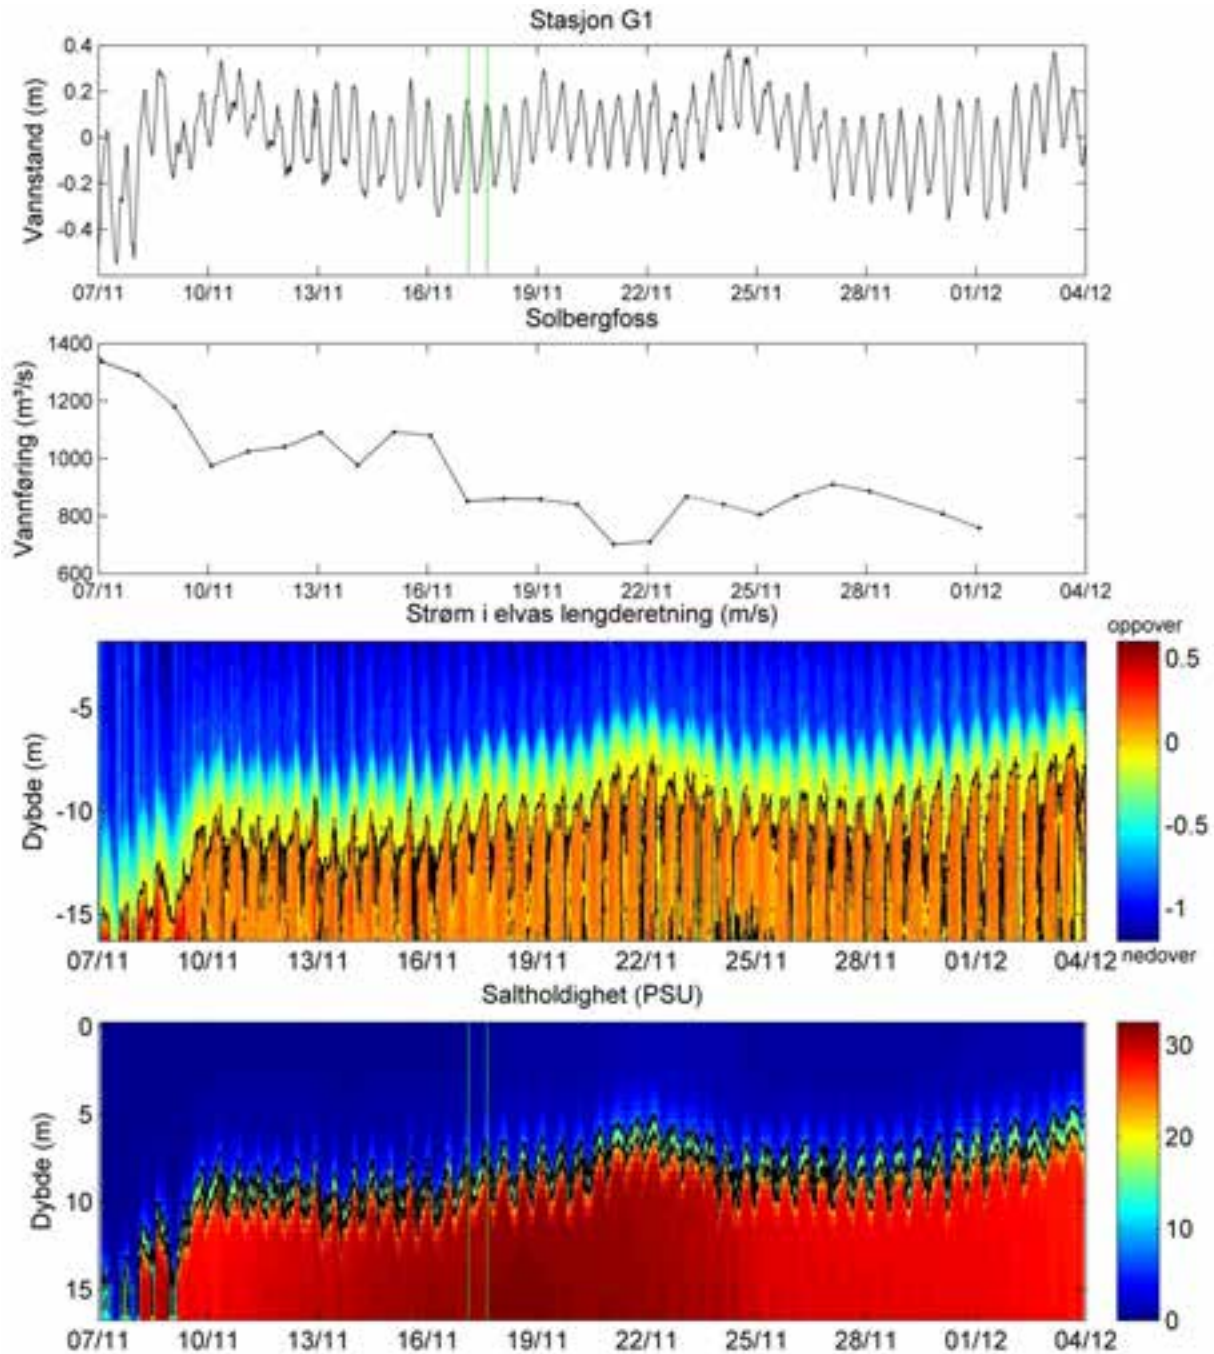 Stasjon G1
Vannstand (m)
0.4
0.2
0
-0.2
-0.4
07/11 10/11 13/11 16/11 19/11 22/11 25/11 28/11 01/12 04/12
Solbergfoss
Vannføring (m³/s)
1400
1200
1000
800
600
07/11 10/11 13/11 16/11 19/11 22/11 25/11 28/11 01/12 04/12
Strøm i elvas lengderetning (m/s)
oppover
Dybde (m)
-5
-10
-15
0.5
0
-0.5
-1
07/11 10/11 13/11 16/11 19/11 22/11 25/11 28/11 01/12 04/12
nedover
Saltholdighet (PSU)
Dybde (m)
0
5
10
15
30
20
10
0
07/11 10/11 13/11 16/11 19/11 22/11 25/11 28/11 01/12 04/12